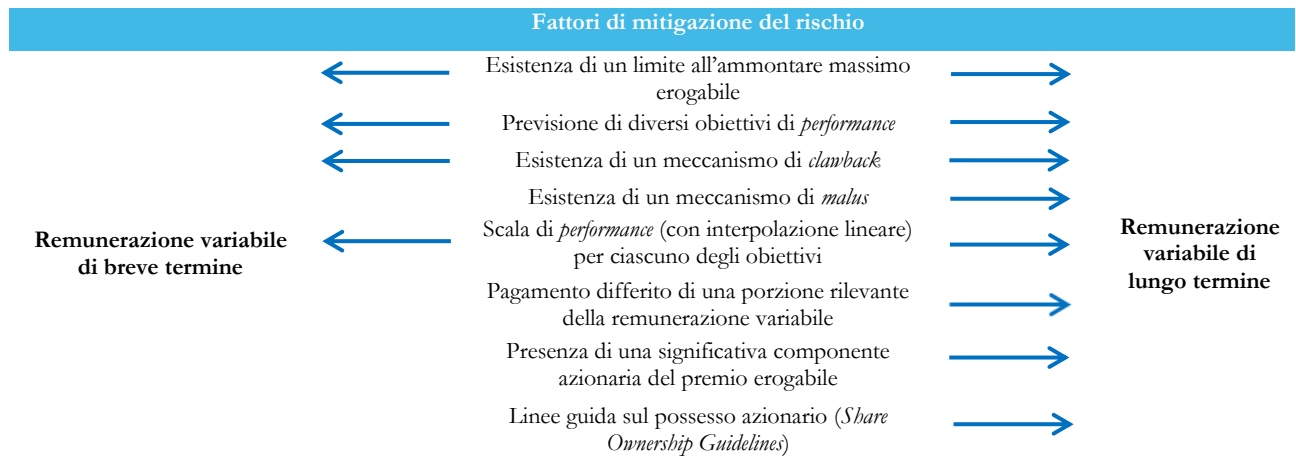 Fattori di mitigazione del rischio
Esistenza di un limite all’ammontare massimo
erogabile
Previsione di diversi obiettivi di performance
Esistenza di un meccanismo di clawback
Esistenza di un meccanismo di malus
Remunerazione variabile
di breve termine
Scala di performance (con interpolazione lineare)
per ciascuno degli obiettivi
Remunerazione
variabile di
lungo termine
Pagamento differito di una porzione rilevante
della remunerazione variabile
Presenza di una significativa componente
azionaria del premio erogabile
Linee guida sul possesso azionario (Share
Ownership Guidelines)